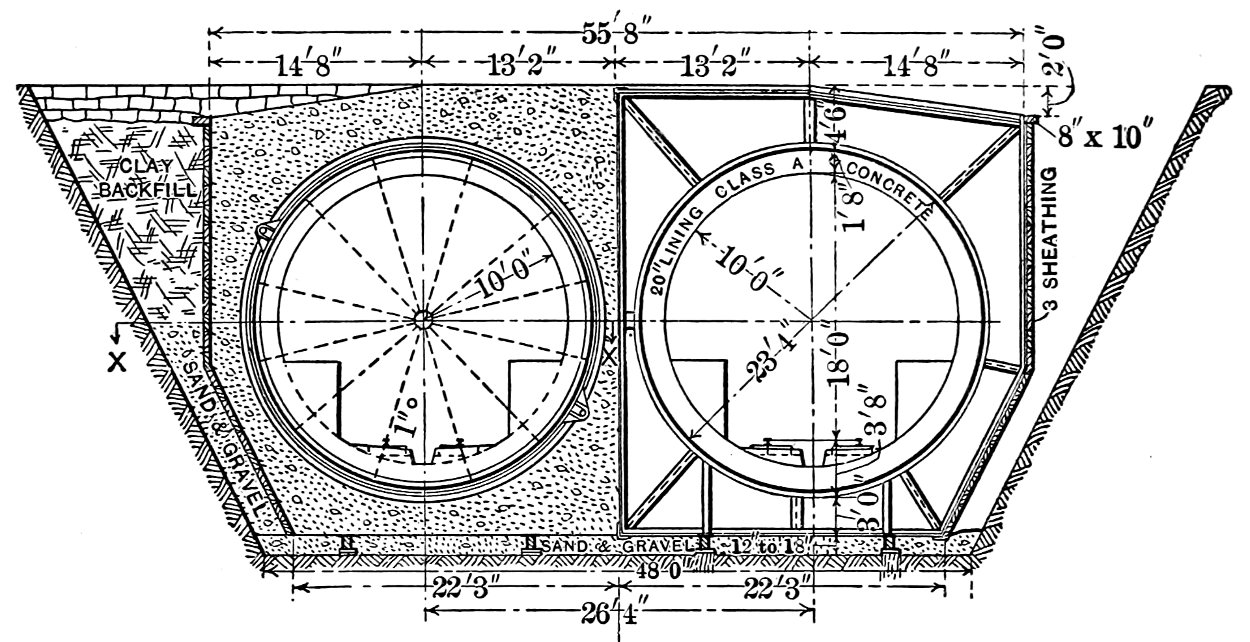 55'8"
14'8" 13'2" 13'2" 14'8"
2'0"
4'6"
8" x 10"
CLAY
BACKFILL
20" LINING CLASS A CONCRETE
1'8"
3 SHEATHING
10'-0"
10'-0"
23'4"
18'0"
X X
SAND & GRAVEL
1"°
3'8"
3'0"
SAND & GRAVEL 12" to 18"
48'-0"
22'3" 22'3"
26'4"